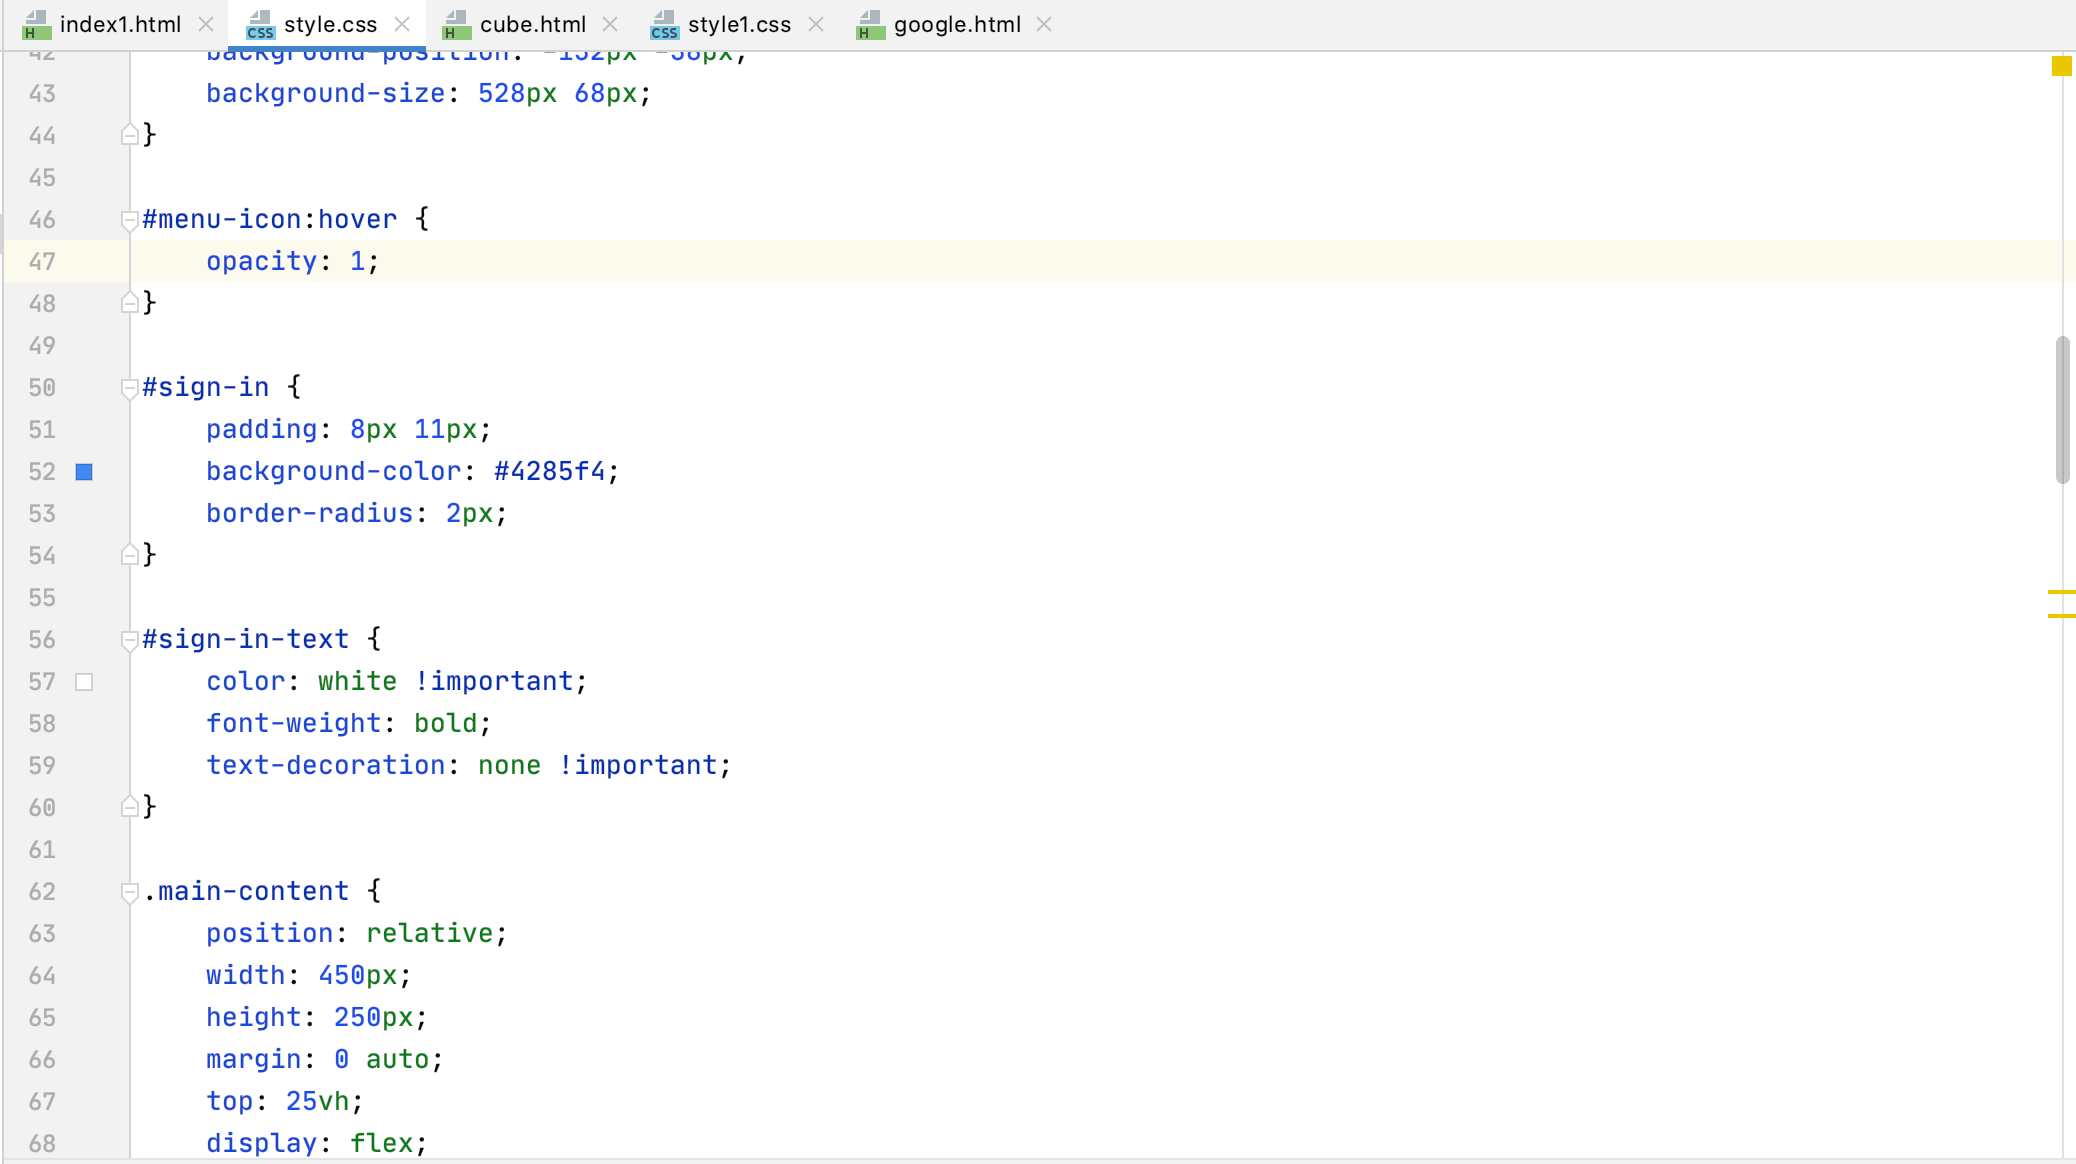 index1.html style.css cube.html style1.css google.html
42 background-position: -132px -38px;
43 background-size: 528px 68px;
44 }
45
46 #menu-icon:hover {
47 opacity: 1;
48 }
49
50 #sign-in {
51 padding: 8px 11px;
52 background-color: #4285f4;
53 border-radius: 2px;
54 }
55
56 #sign-in-text {
57 color: white !important;
58 font-weight: bold;
59 text-decoration: none !important;
60 }
61
62 .main-content {
63 position: relative;
64 width: 450px;
65 height: 250px;
66 margin: 0 auto;
67 top: 25vh;
68 display: flex;